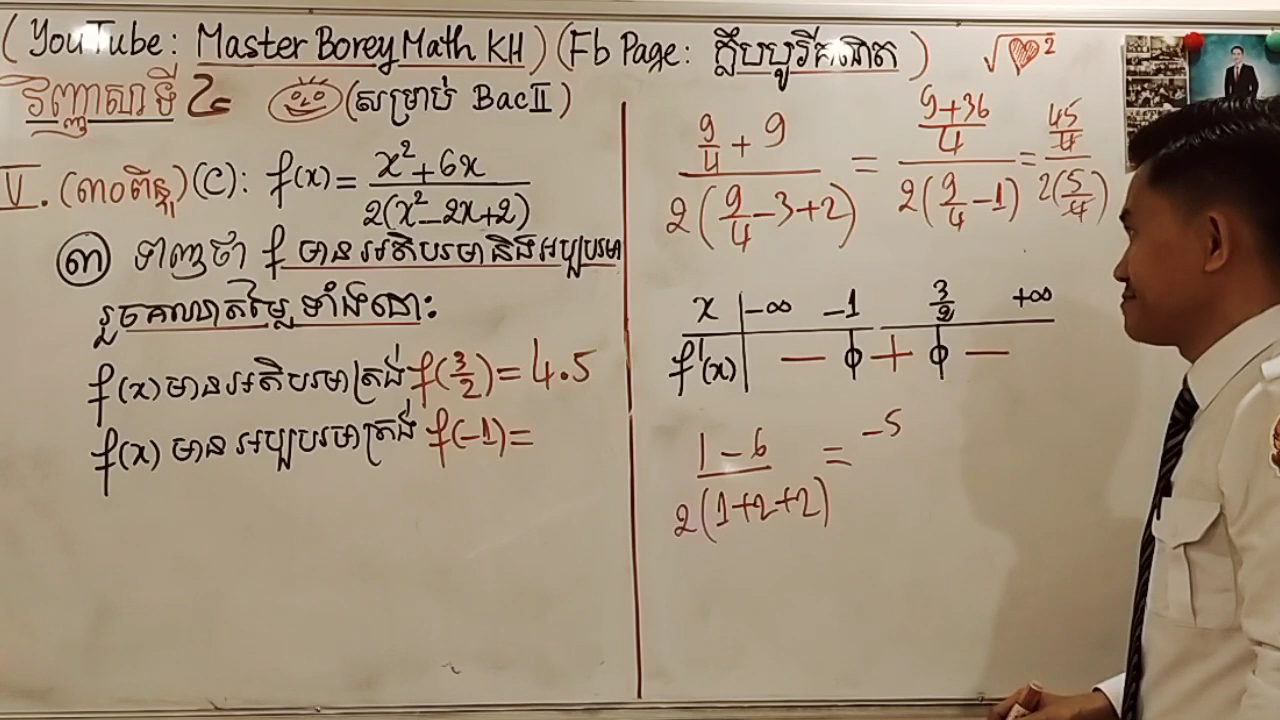 ( YouTube: Master Borey Math KH ) (Fb Page: ក្លឹបបូរីគណិត ) √♡²
វិញ្ញាសាទី ៤ (សម្រាប់ BacII)
V. (៣០ពិន្ទុ) (C): f(x) = (x²+6x)/(2(x²-2x+2))
៣ ទាញថា f មានអតិបរមានិងអប្បបរមា
រួចគណនាតម្លៃទាំងនោះ:
f(x) មានអតិបរមាត្រង់ f(3/2) = 4.5
f(x) មានអប្បបរមាត្រង់ f(-1) =
(9/4 + 9)/(2(9/4 - 3 + 2)) = ((9+36)/4)/(2(9/4 - 1)) = (45/4)/(2(5/4))
x -∞ -1 3/2 +∞
f'(x) - 0 + 0 -
(1-6)/(2(1+2+2)) = -5